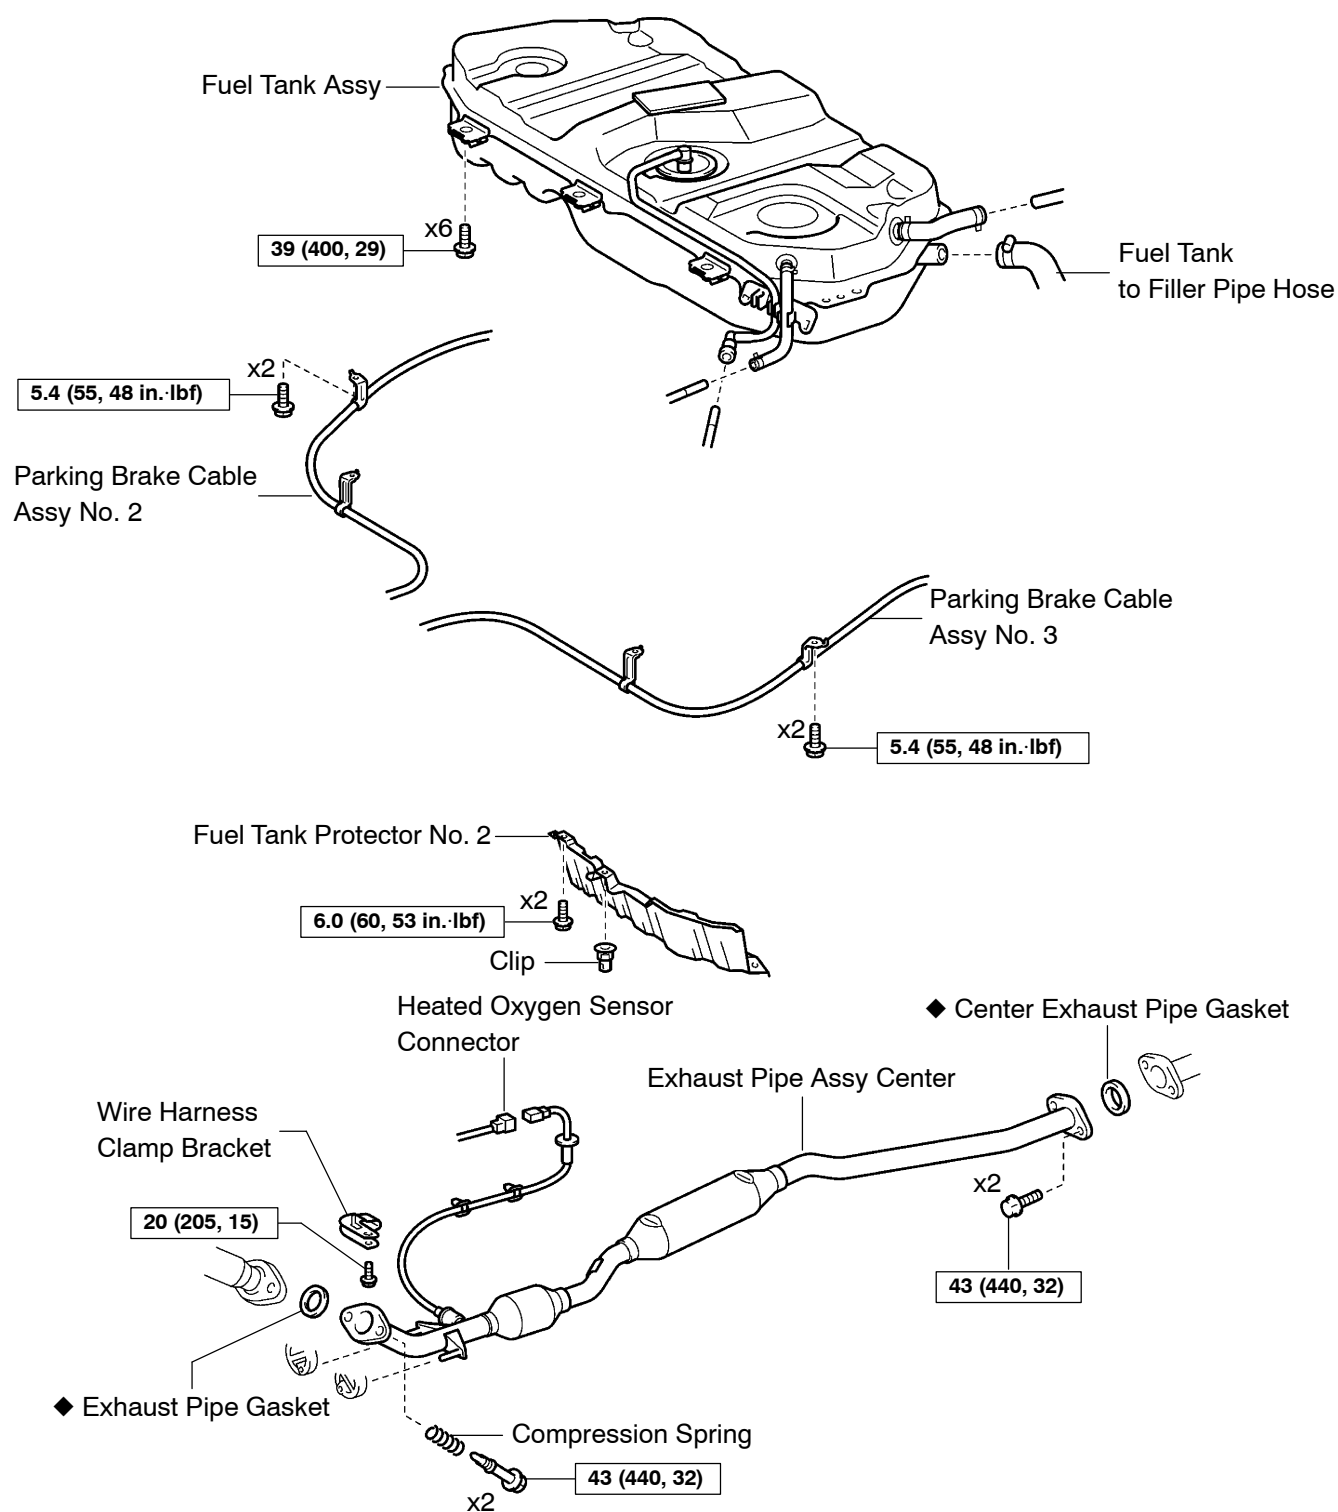 Fuel Tank Assy
x6
39 (400, 29)
Fuel Tank
to Filler Pipe Hose
x2
5.4 (55, 48 in.·lbf)
Parking Brake Cable
Assy No. 2
Parking Brake Cable
Assy No. 3
x2
5.4 (55, 48 in.·lbf)
Fuel Tank Protector No. 2
x2
6.0 (60, 53 in.·lbf)
Clip
Heated Oxygen Sensor
Connector
◆ Center Exhaust Pipe Gasket
Exhaust Pipe Assy Center
Wire Harness
Clamp Bracket
x2
20 (205, 15)
43 (440, 32)
◆ Exhaust Pipe Gasket
Compression Spring
43 (440, 32)
x2